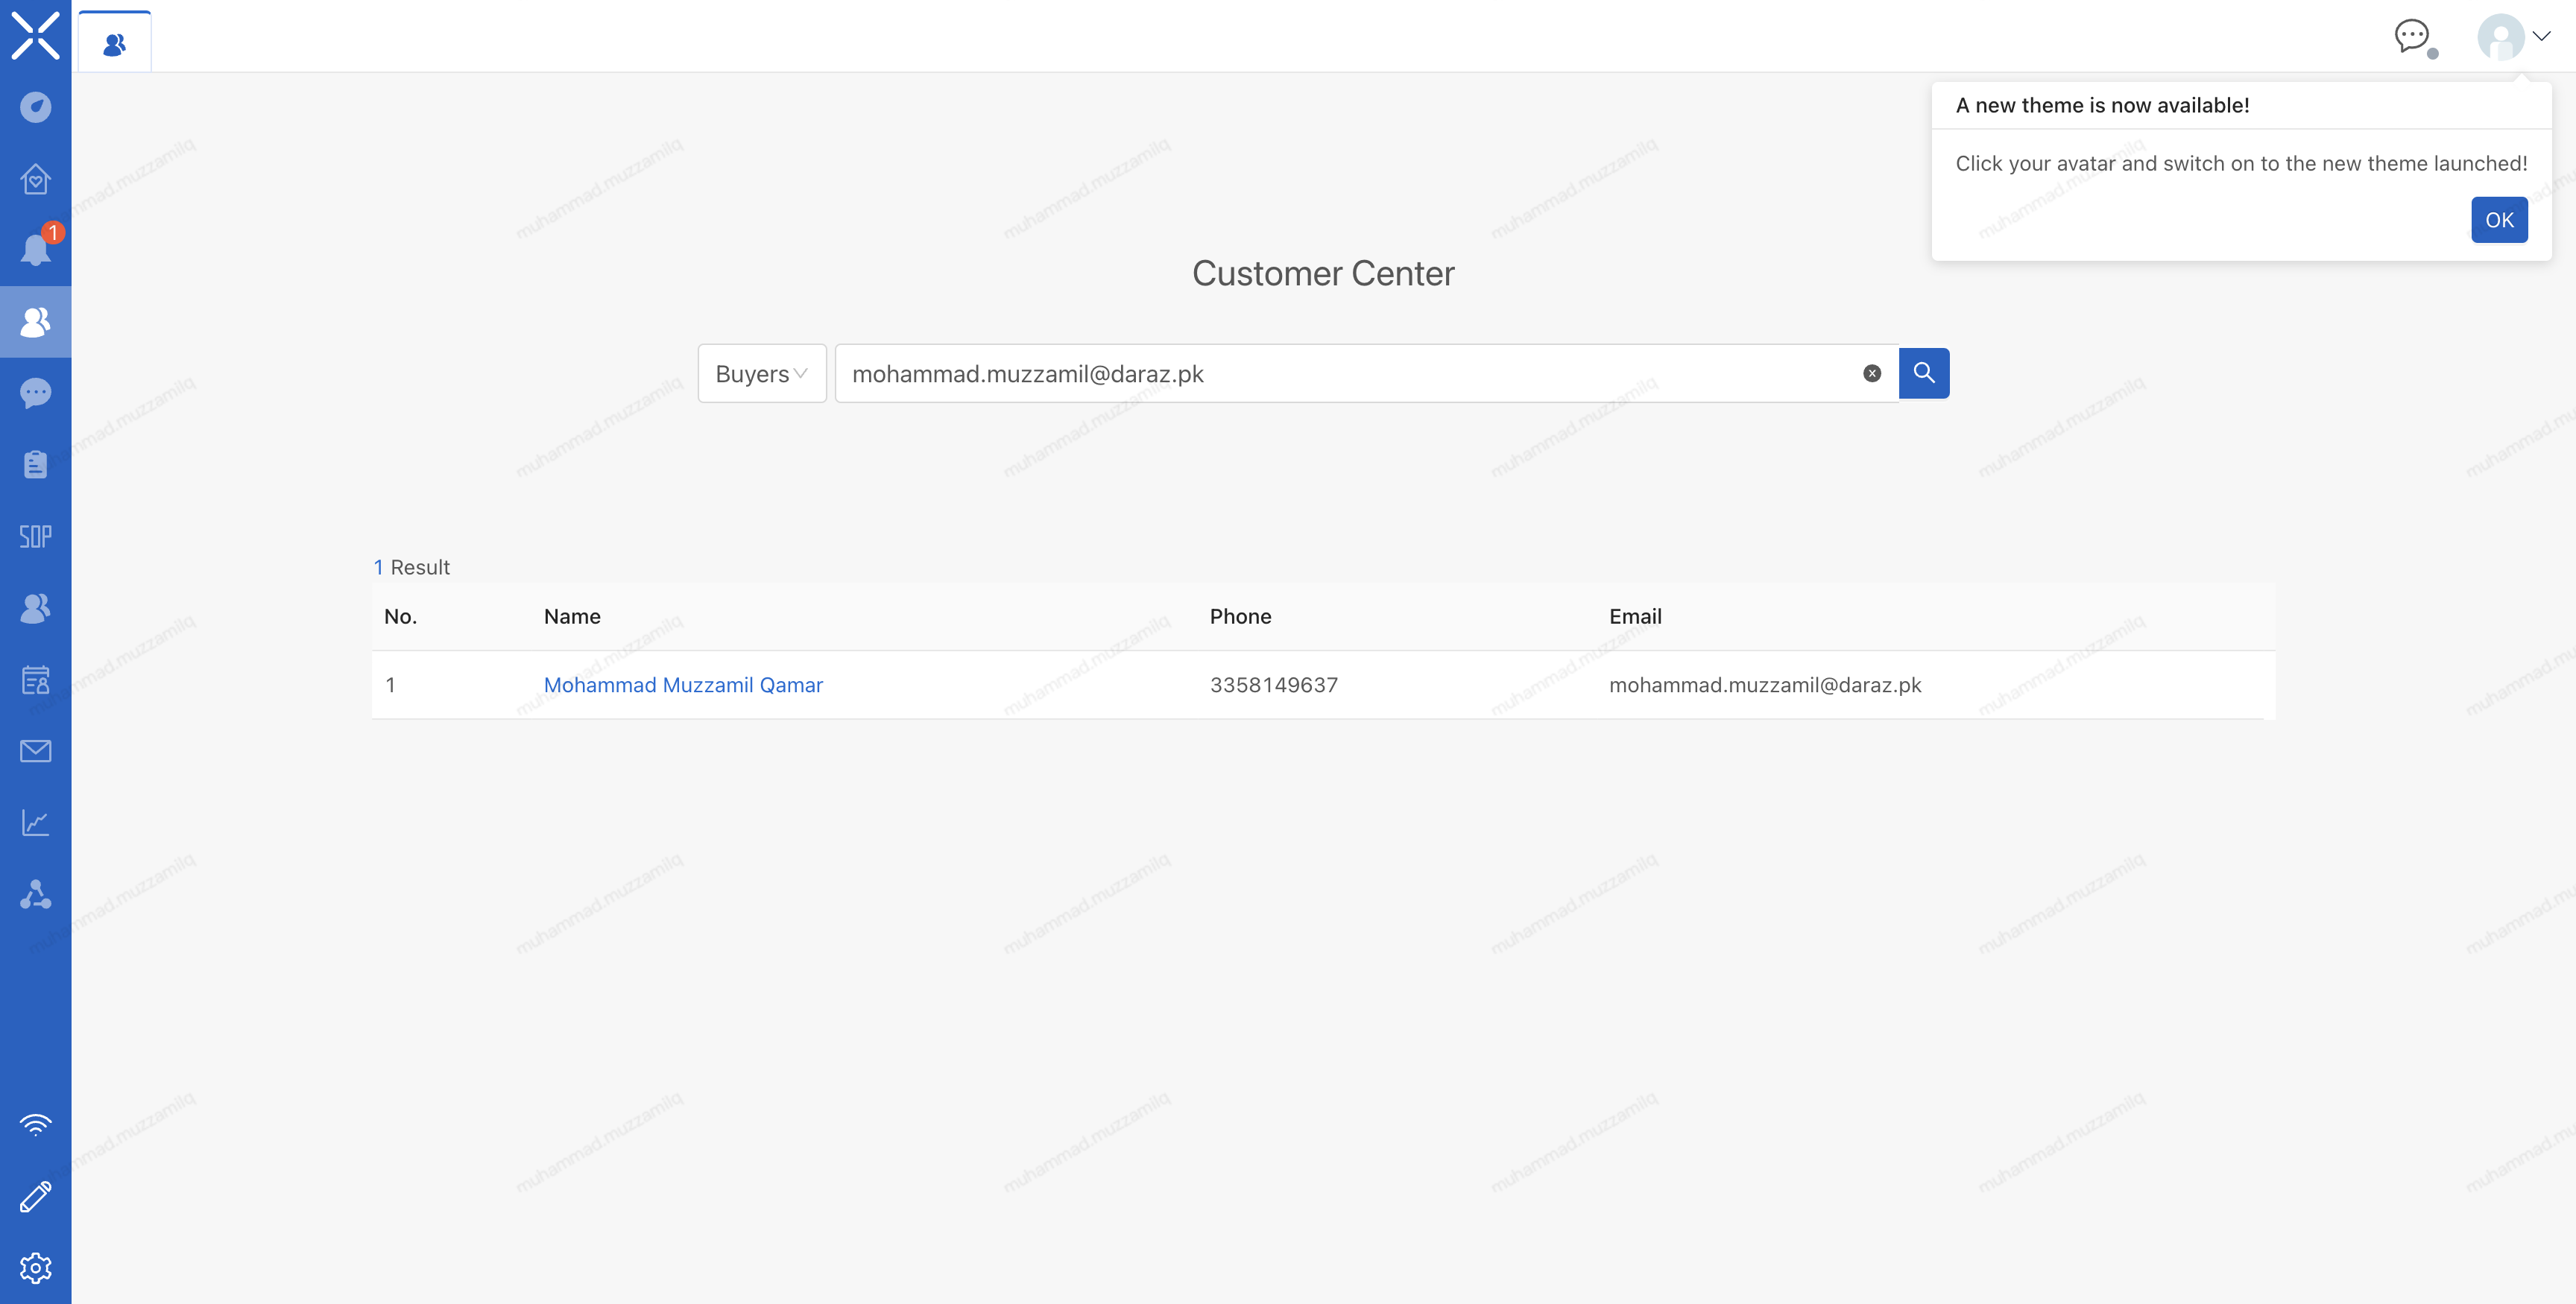 1
A new theme is now available!
Click your avatar and switch on to the new theme launched!
OK
Customer Center
Buyers
mohammad.muzzamil@daraz.pk
SOP
1 Result
No. Name Phone Email
1 Mohammad Muzzamil Qamar 3358149637 mohammad.muzzamil@daraz.pk
muhammad.muzzamilq